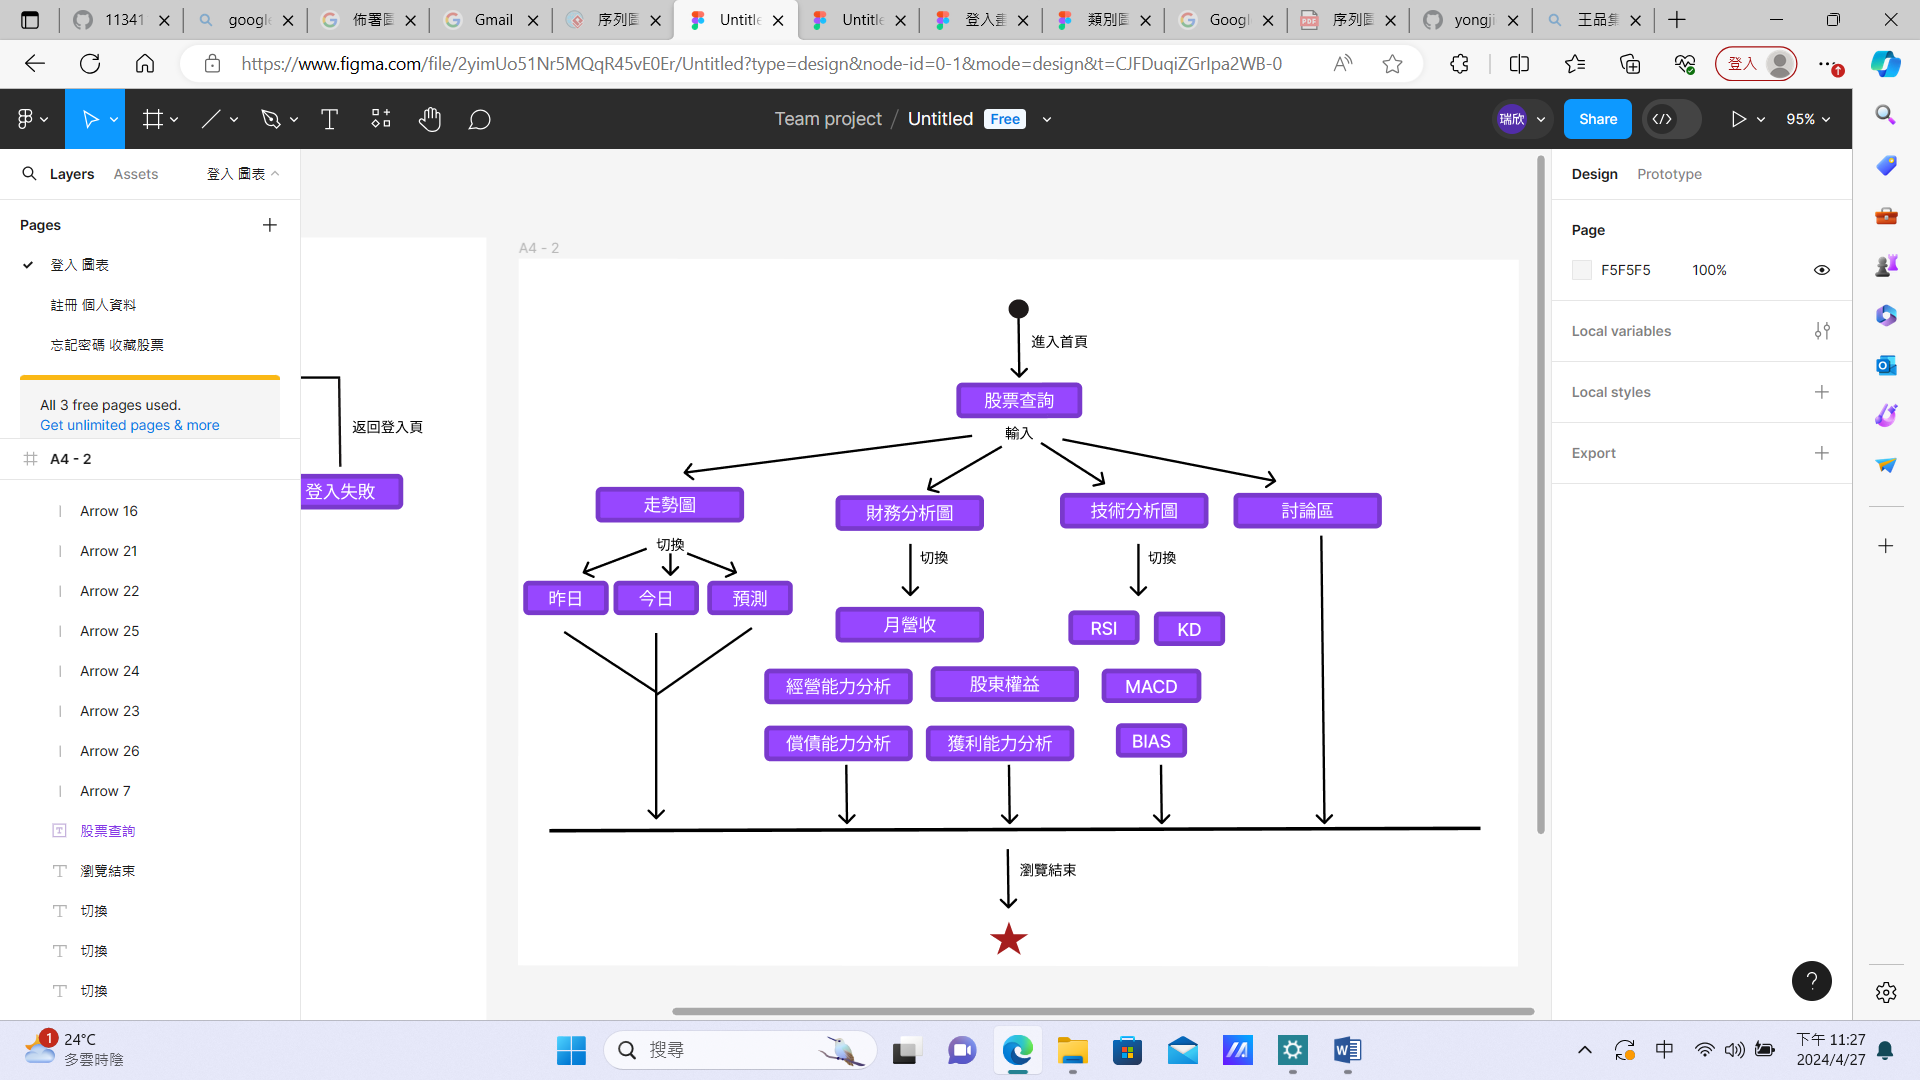 11341
google
佈署圖
Gmail
序列圖
Untitle
Untitle
登入畫
類別圖
Google
序列圖
yongji
王品集
https://www.figma.com/file/2yimUo51Nr5MQqR45vE0Er/Untitled?type=design&node-id=0-1&mode=design&t=CJFDuqiZGrIpa2WB-0
登入
Team project / Untitled Free
瑞欣
Share
95%
Layers
Assets
登入 圖表
Design
Prototype
Pages
登入 圖表
註冊 個人資料
忘記密碼 收藏股票
All 3 free pages used.
Get unlimited pages & more
A4 - 2
Arrow 16
Arrow 21
Arrow 22
Arrow 25
Arrow 24
Arrow 23
Arrow 26
Arrow 7
股票查詢
瀏覽結束
切換
切換
切換
返回登入頁
登入失敗
A4 - 2
進入首頁
股票查詢
輸入
走勢圖
財務分析圖
技術分析圖
討論區
切換
切換
切換
昨日
今日
預測
月營收
RSI
KD
經營能力分析
股東權益
MACD
償債能力分析
獲利能力分析
BIAS
瀏覽結束
Page
F5F5F5
100%
Local variables
Local styles
Export
?
1
24°C
多雲時陰
搜尋
中
下午 11:27
2024/4/27